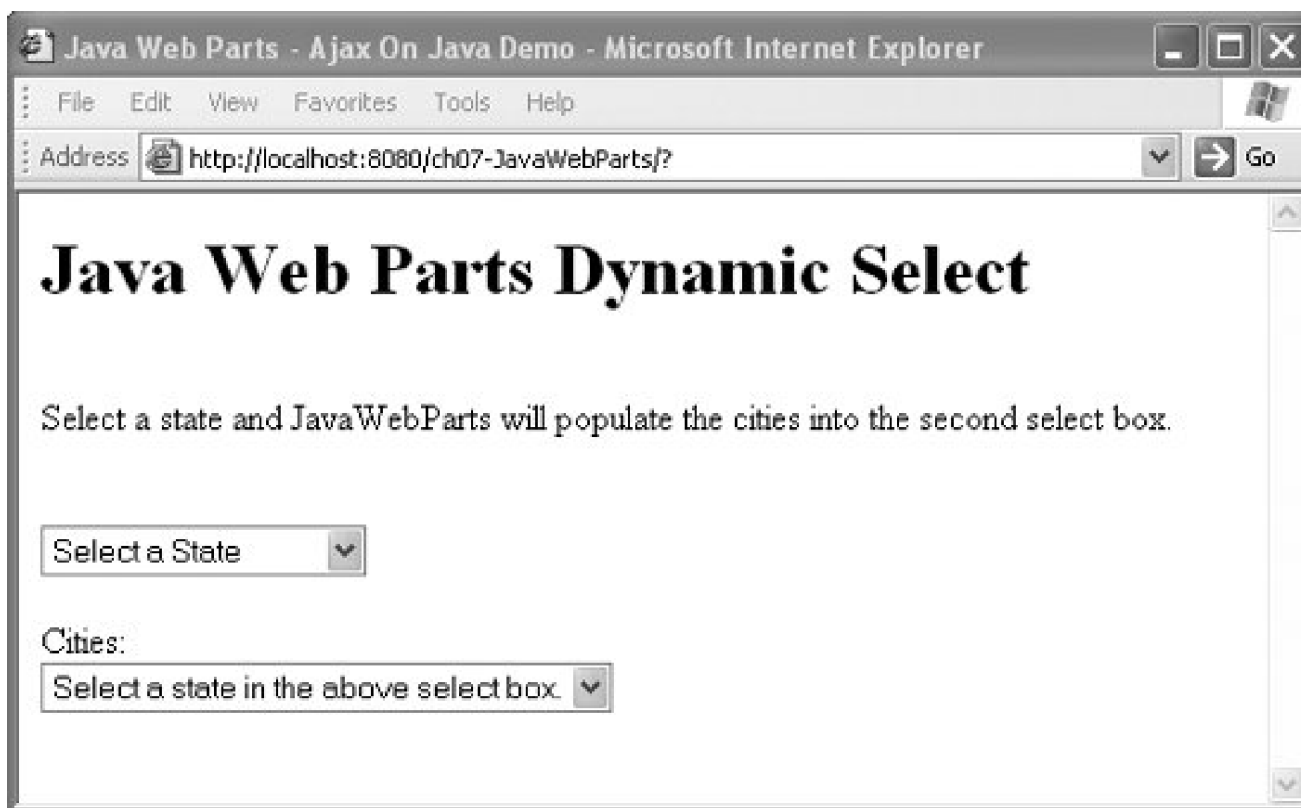 Java Web Parts - Ajax On Java Demo - Microsoft Internet Explorer
File Edit View Favorites Tools Help
Address http://localhost:8080/ch07-JavaWebParts/? Go
Java Web Parts Dynamic Select
Select a state and JavaWebParts will populate the cities into the second select box.
Select a State
Cities:
Select a state in the above select box.